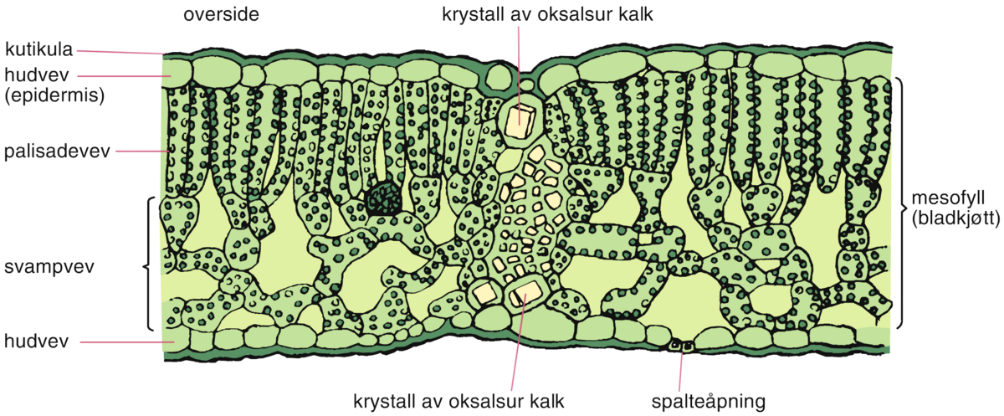 overside
krystall av oksalsur kalk
kutikula
hudvev
(epidermis)
palisadevev
mesofyll
(bladkjøtt)
svampvev
hudvev
krystall av oksalsur kalk
spalteåpning